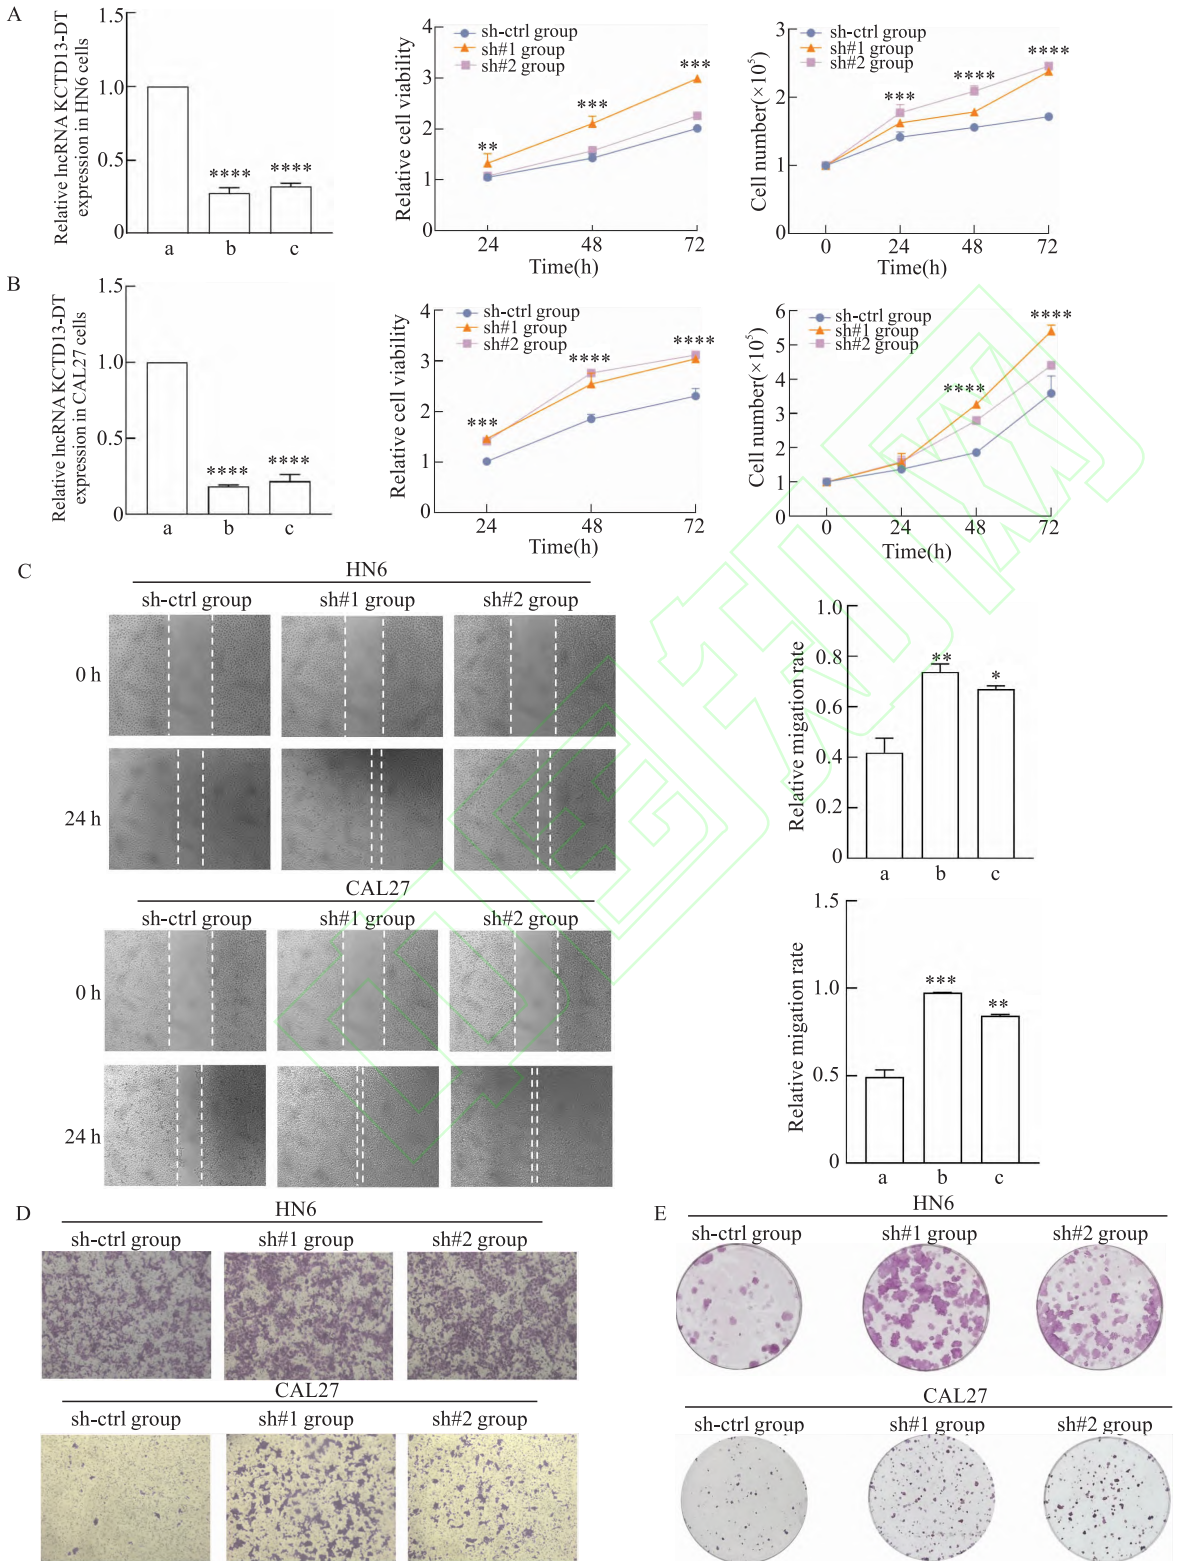 A
Relative lncRNA KCTD13-DT
expression in HN6 cells
1.5
1.0
0.5
0
****
****
a b c
Relative cell viability
4
3
2
1
0
sh-ctrl group
sh#1 group
sh#2 group
**
***
***
24 48 72
Time(h)
Cell number(×10⁵)
3
2
1
0
sh-ctrl group
sh#1 group
sh#2 group
***
****
****
0 24 48 72
Time(h)
B
Relative lncRNA KCTD13-DT
expression in CAL27 cells
1.5
1.0
0.5
0
****
****
a b c
Relative cell viability
4
3
2
1
0
sh-ctrl group
sh#1 group
sh#2 group
***
****
****
24 48 72
Time(h)
Cell number(×10⁵)
6
5
4
3
2
1
0
sh-ctrl group
sh#1 group
sh#2 group
****
****
0 24 48 72
Time(h)
C
HN6
sh-ctrl group sh#1 group sh#2 group
0 h
24 h
CAL27
sh-ctrl group sh#1 group sh#2 group
0 h
24 h
Relative migation rate
1.0
0.8
0.6
0.4
0.2
0
**
*
a b c
Relative migation rate
1.5
1.0
0.5
0
***
**
a b c
D
HN6
sh-ctrl group sh#1 group sh#2 group
CAL27
sh-ctrl group sh#1 group sh#2 group
E
HN6
sh-ctrl group sh#1 group sh#2 group
CAL27
sh-ctrl group sh#1 group sh#2 group